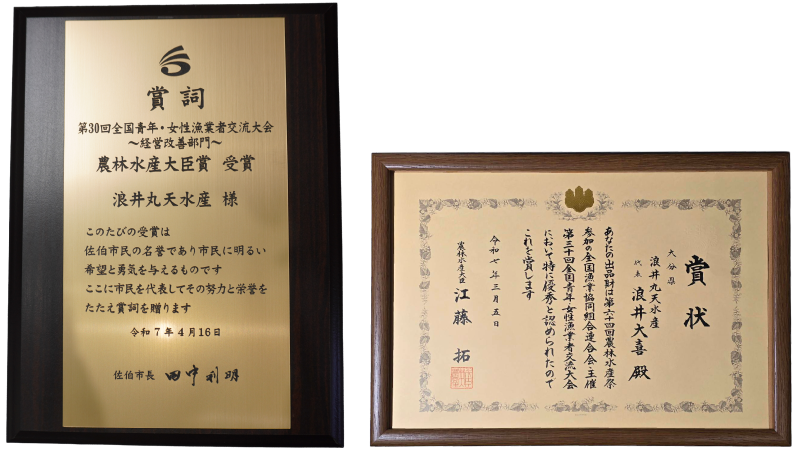 賞詞
第30回全国青年・女性漁業者交流大会
～経営改善部門～
農林水産大臣賞 受賞
浪井丸天水産 様
このたびの受賞は
佐伯市民の名誉であり市民に明るい
希望と勇気を与えるものです
ここに市民を代表してその努力と栄誉を
たたえ賞詞を贈ります
令和7年4月16日
佐伯市長 田中利明
賞状
大分県
浪井丸天水産
代表 浪井大喜 殿
あなたの出品財は第六十四回農林水産祭
参加の全国漁業協同組合連合会主催
第三十回全国青年女性漁業者交流大会
において特に優秀と認められたので
これを賞します
令和七年三月五日
農林水産大臣 江藤 拓